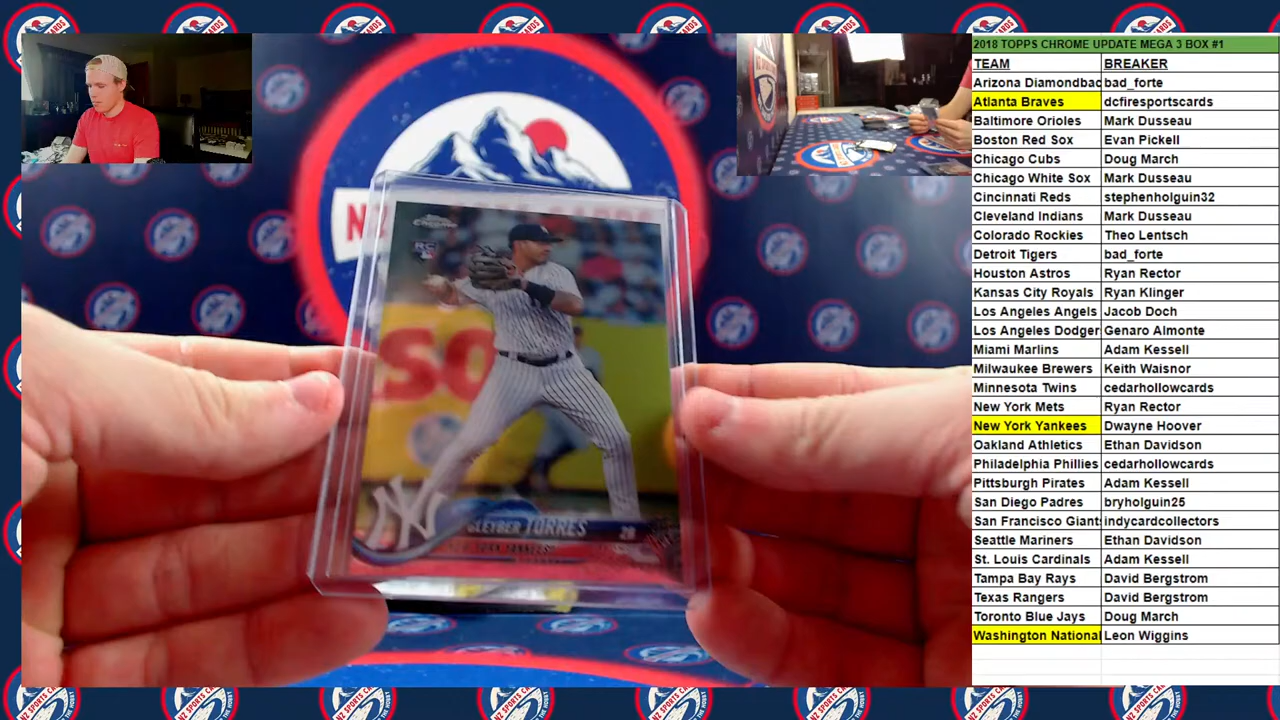 2018 TOPPS CHROME UPDATE MEGA 3 BOX #1
TEAM BREAKER
Arizona Diamondbac bad_forte
Atlanta Braves dcfiresportscards
Baltimore Orioles Mark Dusseau
Boston Red Sox Evan Pickell
Chicago Cubs Doug March
Chicago White Sox Mark Dusseau
Cincinnati Reds stephenholguin32
Cleveland Indians Mark Dusseau
Colorado Rockies Theo Lentsch
Detroit Tigers bad_forte
Houston Astros Ryan Rector
Kansas City Royals Ryan Klinger
Los Angeles Angels Jacob Doch
Los Angeles Dodger Genaro Almonte
Miami Marlins Adam Kessell
Milwaukee Brewers Keith Waisnor
Minnesota Twins cedarhollowcards
New York Mets Ryan Rector
New York Yankees Dwayne Hoover
Oakland Athletics Ethan Davidson
Philadelphia Phillies cedarhollowcards
Pittsburgh Pirates Adam Kessell
San Diego Padres bryholguin25
San Francisco Giants indycardcollectors
Seattle Mariners Ethan Davidson
St. Louis Cardinals Adam Kessell
Tampa Bay Rays David Bergstrom
Texas Rangers David Bergstrom
Toronto Blue Jays Doug March
Washington National Leon Wiggins
NZ
RC
SO
NY
GLEYBER TORRES 2B